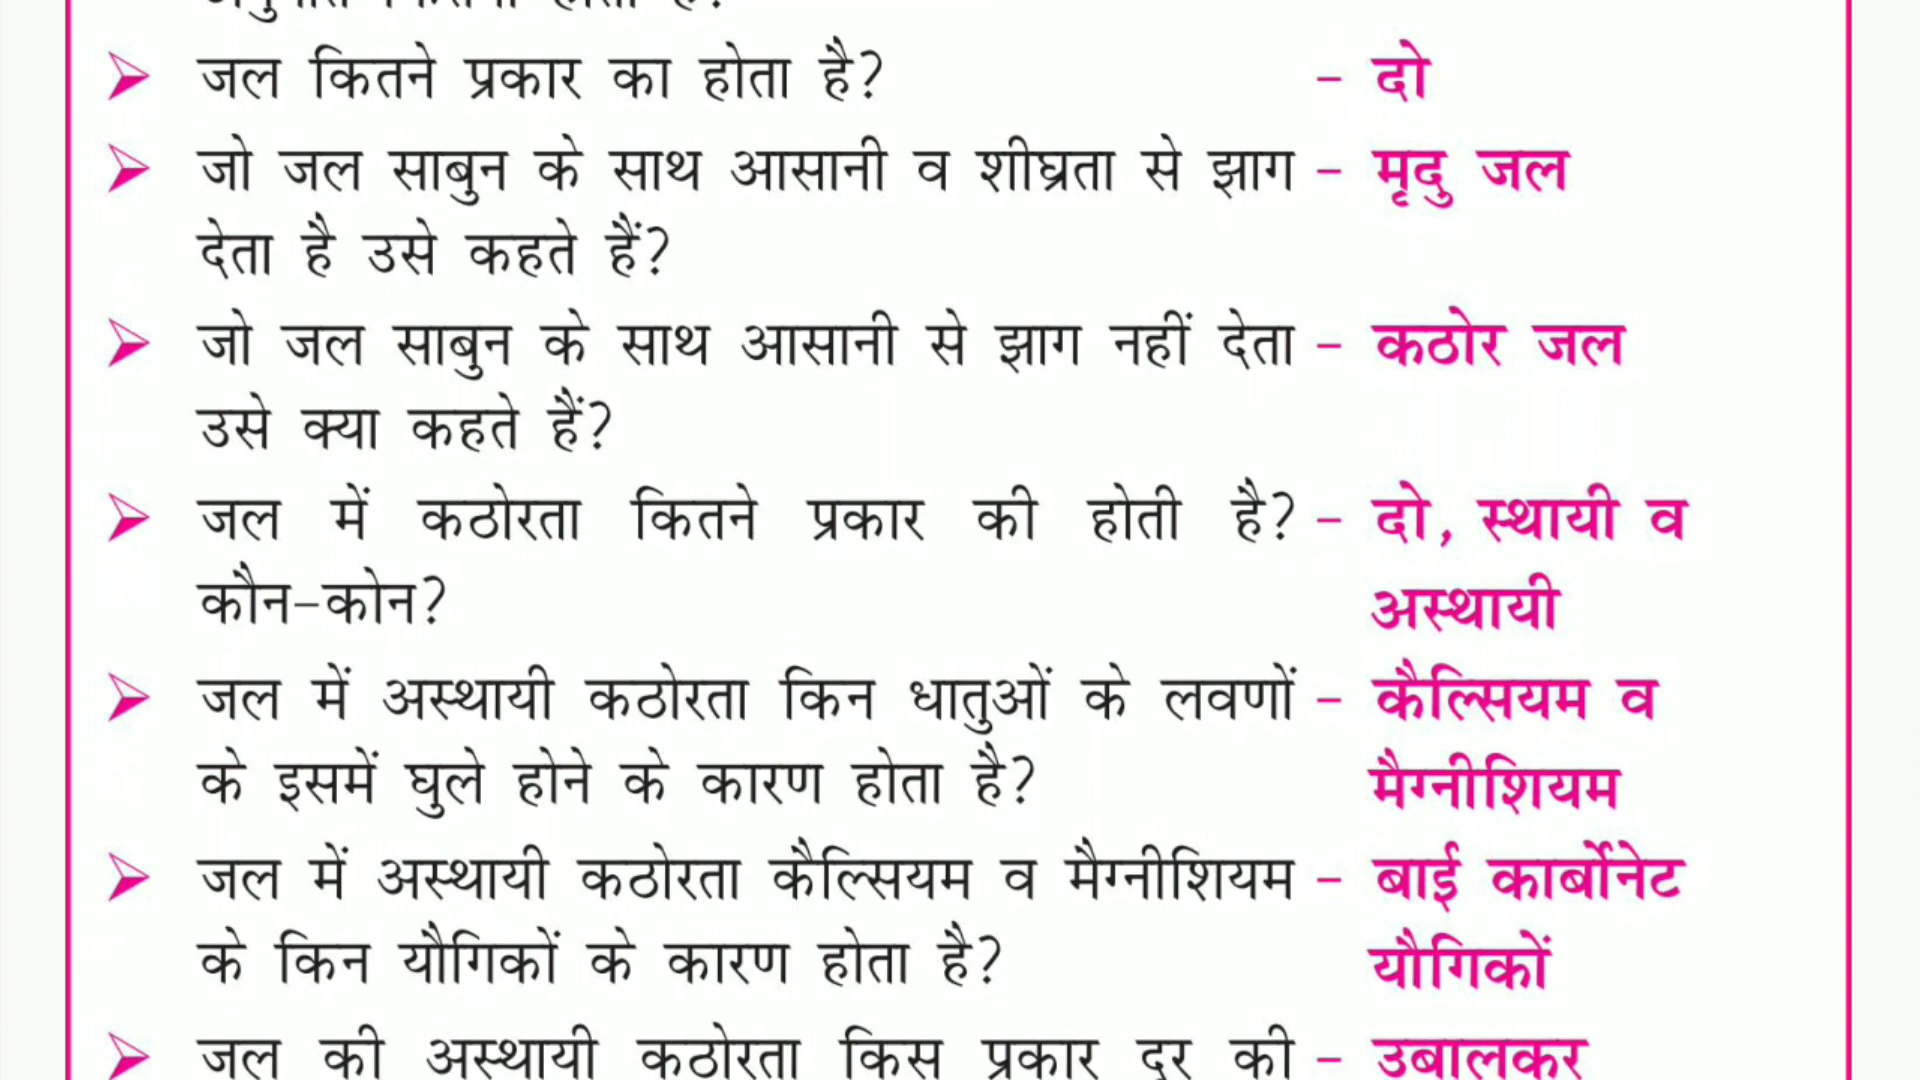 जल कितने प्रकार का होता है? - दो
जो जल साबुन के साथ आसानी व शीघ्रता से झाग - मृदु जल
देता है उसे कहते हैं?
जो जल साबुन के साथ आसानी से झाग नहीं देता - कठोर जल
उसे क्या कहते हैं?
जल में कठोरता कितने प्रकार की होती है? - दो, स्थायी व
कौन-कोन? अस्थायी
जल में अस्थायी कठोरता किन धातुओं के लवणों - कैल्सियम व
के इसमें घुले होने के कारण होता है? मैग्नीशियम
जल में अस्थायी कठोरता कैल्सियम व मैग्नीशियम - बाई कार्बोनेट
के किन यौगिकों के कारण होता है? यौगिकों
जल की अस्थायी कठोरता किस प्रकार दूर की - उबालकर